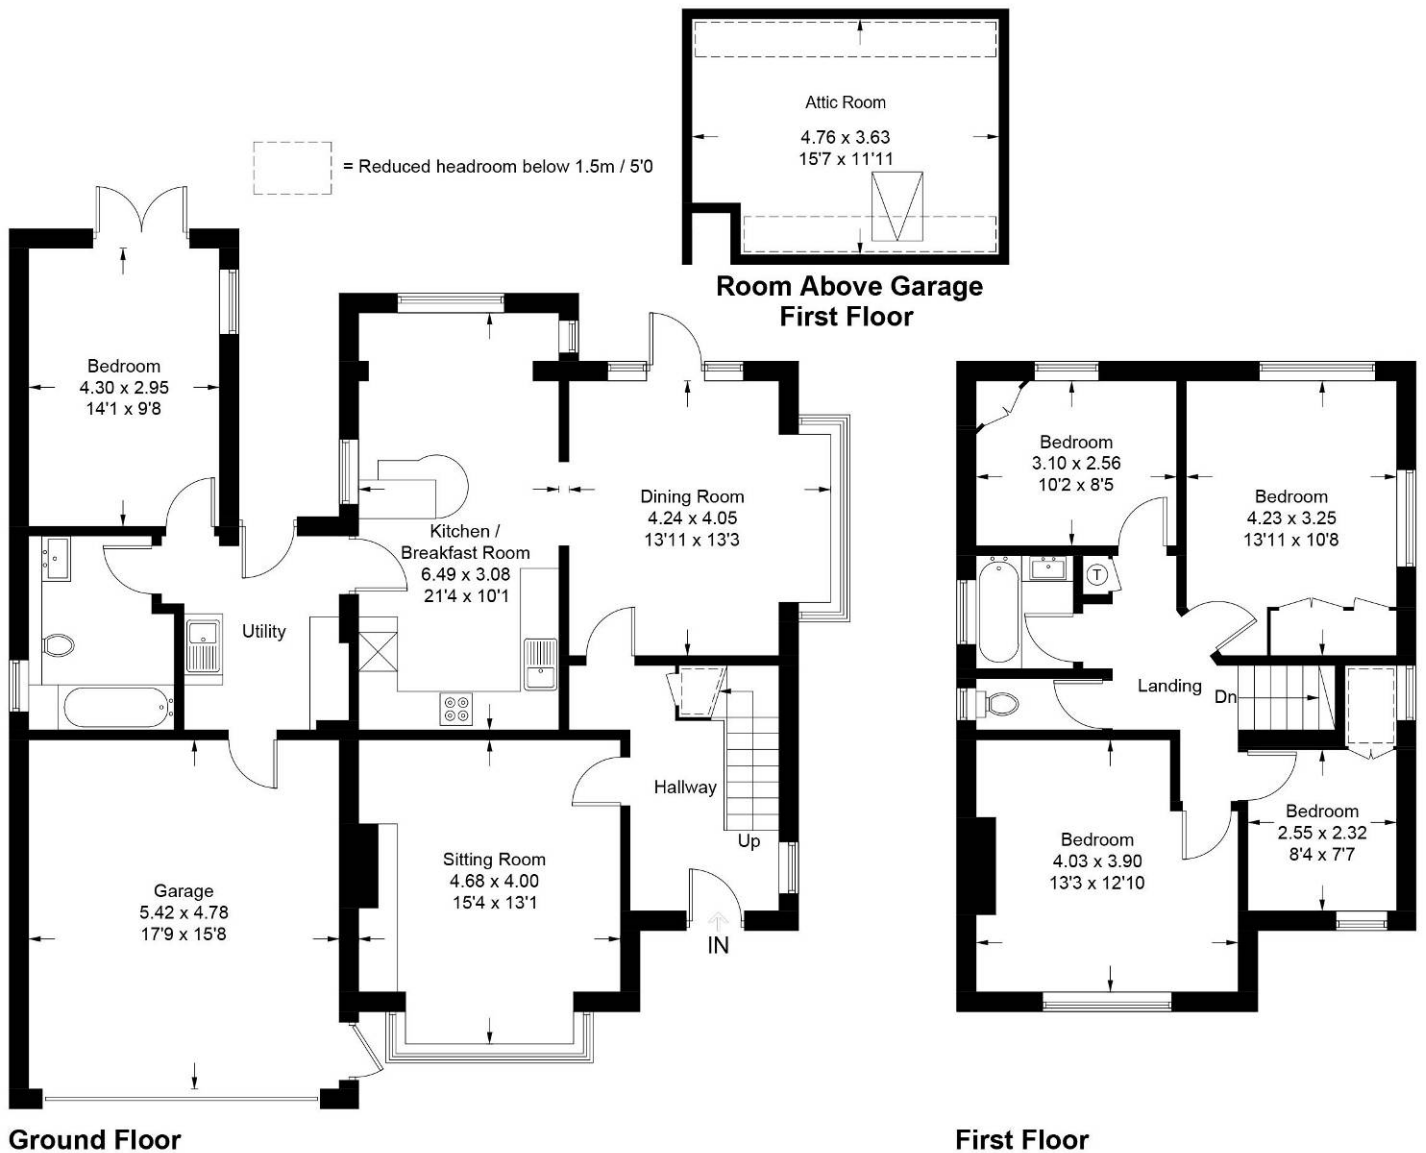 Attic Room
4.76 x 3.63
15'7 x 11'11
= Reduced headroom below 1.5m / 5'0
Room Above Garage
First Floor
Bedroom
4.30 x 2.95
14'1 x 9'8
Kitchen /
Breakfast Room
6.49 x 3.08
21'4 x 10'1
Dining Room
4.24 x 4.05
13'11 x 13'3
Utility
Hallway
Up
Sitting Room
4.68 x 4.00
15'4 x 13'1
Garage
5.42 x 4.78
17'9 x 15'8
IN
Ground Floor
Bedroom
3.10 x 2.56
10'2 x 8'5
Bedroom
4.23 x 3.25
13'11 x 10'8
T
Landing
Dn
Bedroom
4.03 x 3.90
13'3 x 12'10
Bedroom
2.55 x 2.32
8'4 x 7'7
First Floor